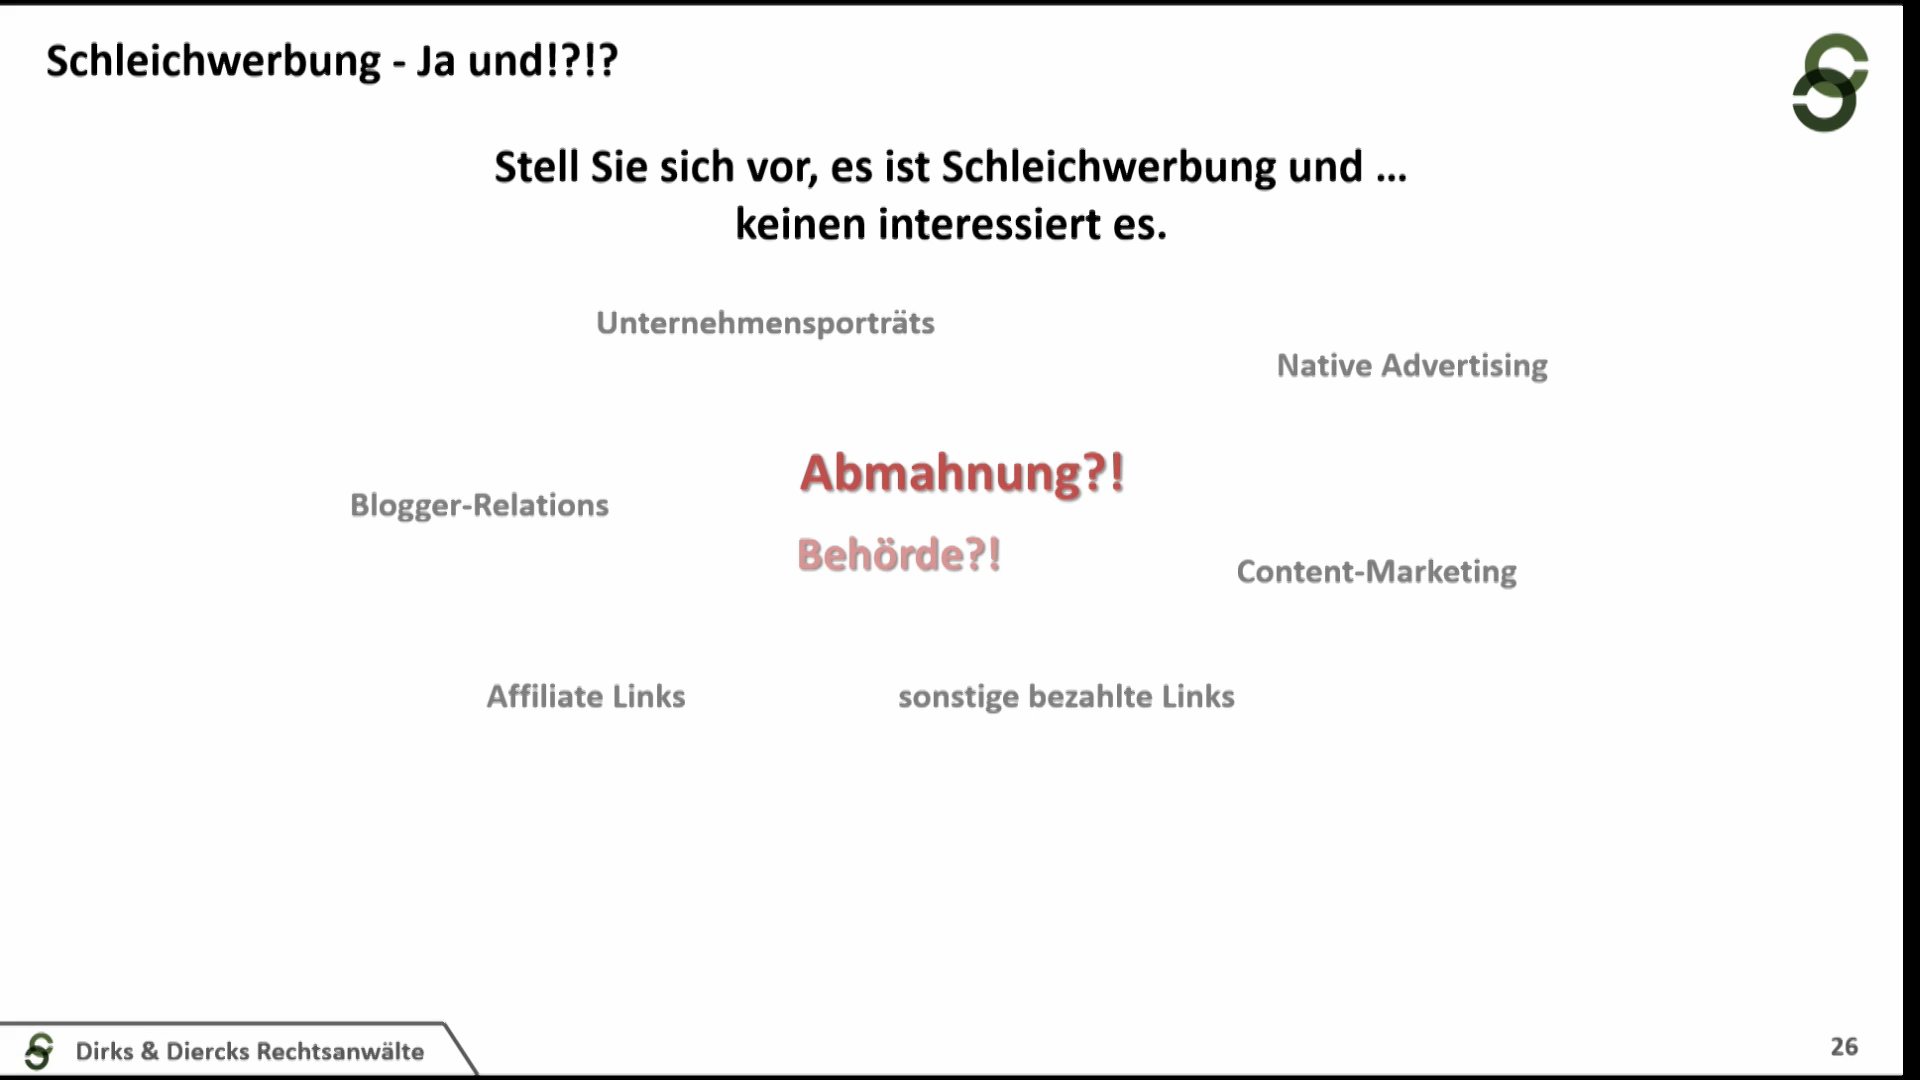 Schleichwerbung - Ja und!?!?
Stell Sie sich vor, es ist Schleichwerbung und ...
keinen interessiert es.
Unternehmensporträts
Native Advertising
Abmahnung?!
Blogger-Relations
Behörde?!
Content-Marketing
Affiliate Links
sonstige bezahlte Links
Dirks & Diercks Rechtsanwälte
26